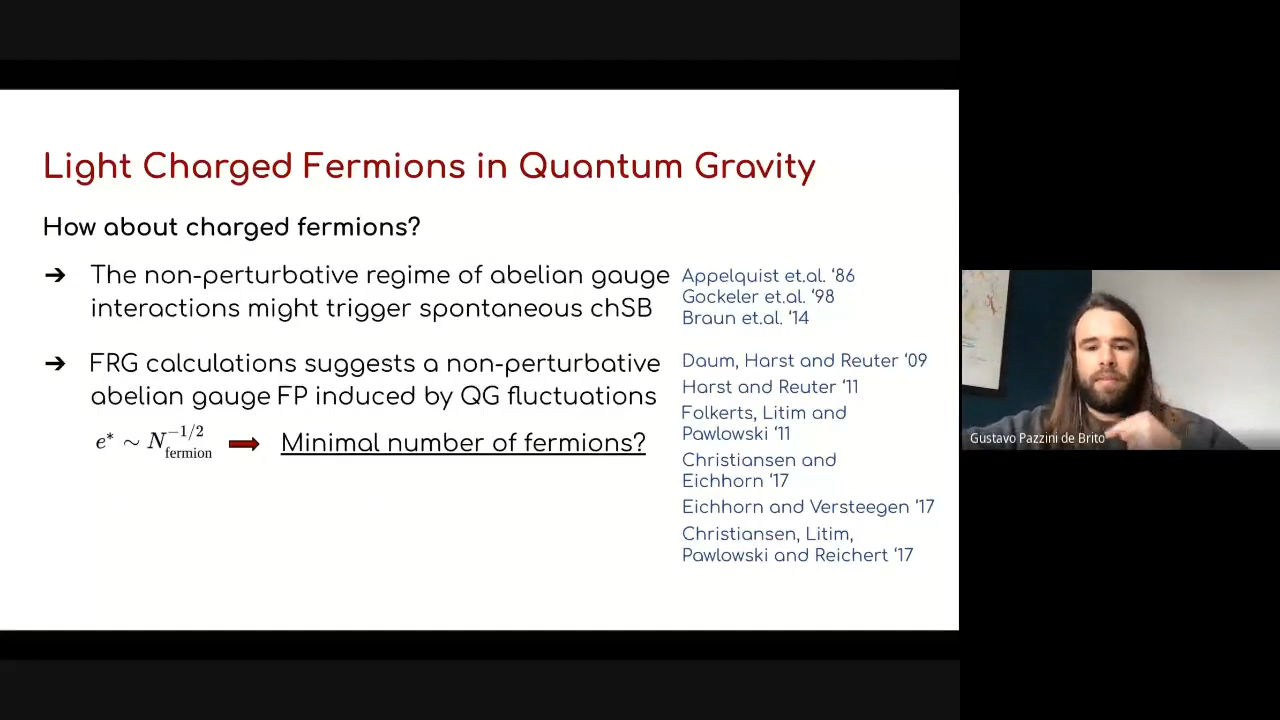 Light Charged Fermions in Quantum Gravity
How about charged fermions?
➔ The non-perturbative regime of abelian gauge
interactions might trigger spontaneous chSB
Appelquist et.al. ‘86
Gockeler et.al. ‘98
Braun et.al. ‘14
➔ FRG calculations suggests a non-perturbative
abelian gauge FP induced by QG fluctuations
e* ∼ N_fermion^−1/2 Minimal number of fermions?
Daum, Harst and Reuter ‘09
Harst and Reuter ‘11
Folkerts, Litim and
Pawlowski ‘11
Christiansen and
Eichhorn ‘17
Eichhorn and Versteegen ‘17
Christiansen, Litim,
Pawlowski and Reichert ‘17
Gustavo Pazzini de Brito